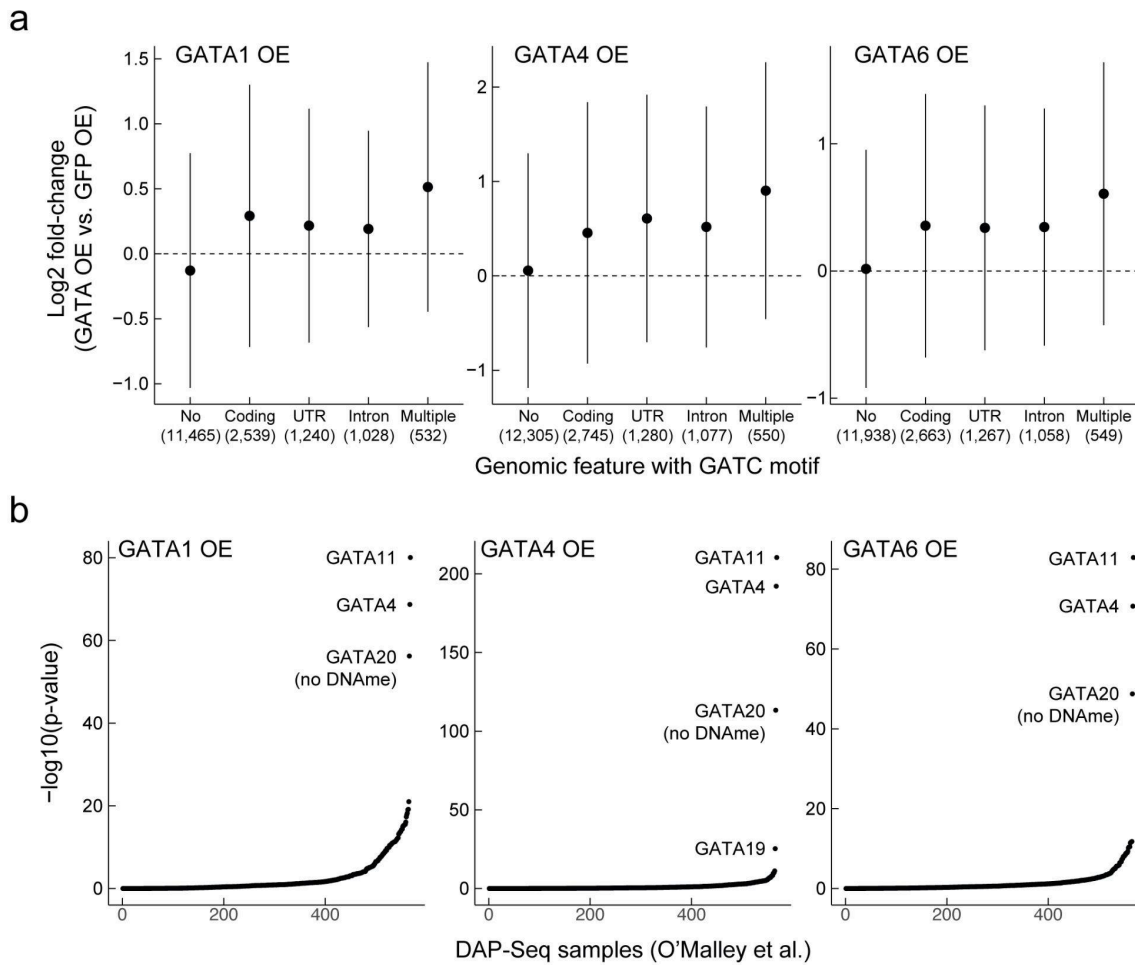 a
GATA1 OE
GATA4 OE
GATA6 OE
Log2 fold-change
(GATA OE vs. GFP OE)
1.5
1.0
0.5
0.0
−0.5
−1.0
2
1
0
−1
1
0
−1
No Coding UTR Intron Multiple
(11,465) (2,539) (1,240) (1,028) (532)
No Coding UTR Intron Multiple
(12,305) (2,745) (1,280) (1,077) (550)
No Coding UTR Intron Multiple
(11,938) (2,663) (1,267) (1,058) (549)
Genomic feature with GATC motif
b
−log10(p-value)
GATA1 OE
80
60
40
20
0
GATA11
GATA4
GATA20
(no DNAme)
0 200 400
GATA4 OE
200
150
100
50
0
GATA11
GATA4
GATA20
(no DNAme)
GATA19
0 200 400
GATA6 OE
80
60
40
20
0
GATA11
GATA4
GATA20
(no DNAme)
0 200 400
DAP-Seq samples (O'Malley et al.)